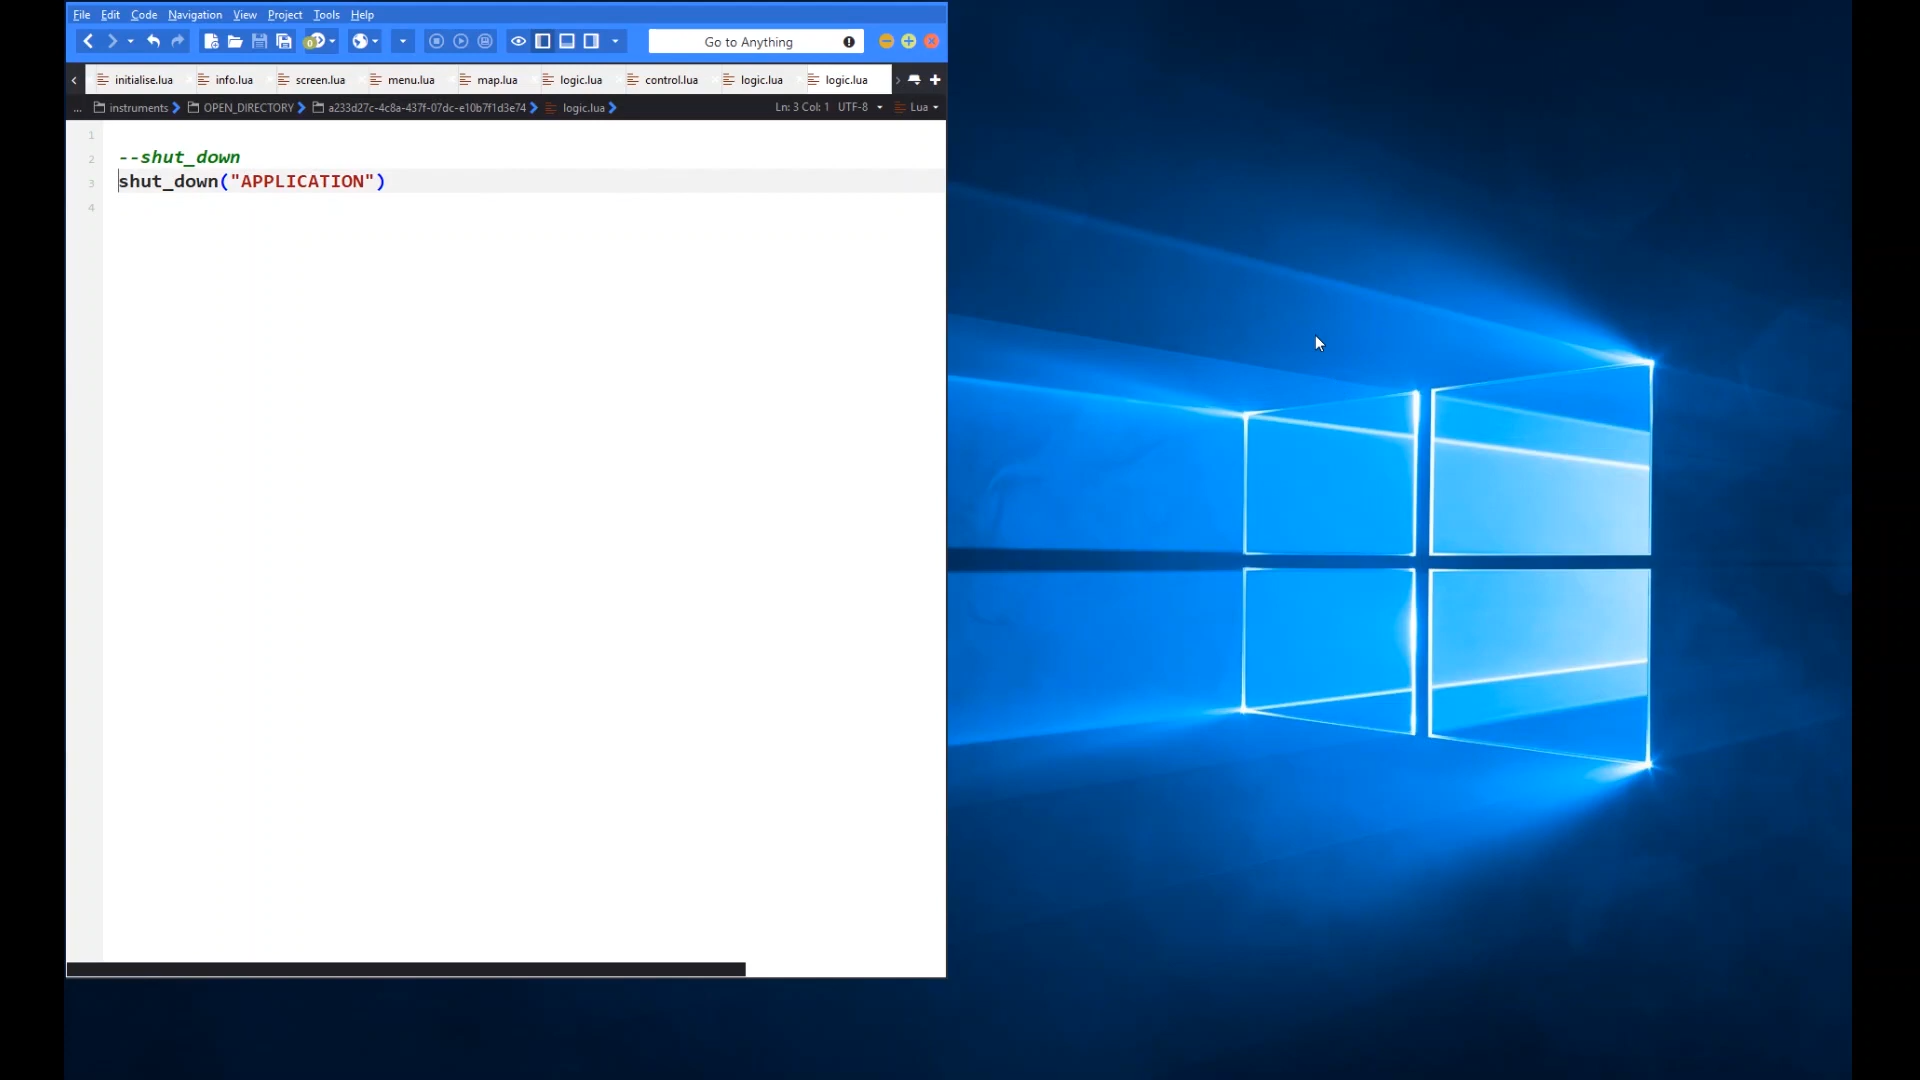 File Edit Code Navigation View Project Tools Help
0 Go to Anything
initialise.lua info.lua screen.lua menu.lua map.lua logic.lua control.lua logic.lua logic.lua
... instruments OPEN_DIRECTORY a233d27c-4c8a-437f-07dc-e10b7f1d3e74 logic.lua Ln: 3 Col: 1 UTF-8 Lua
1
2 --shut_down
3 shut_down("APPLICATION")
4